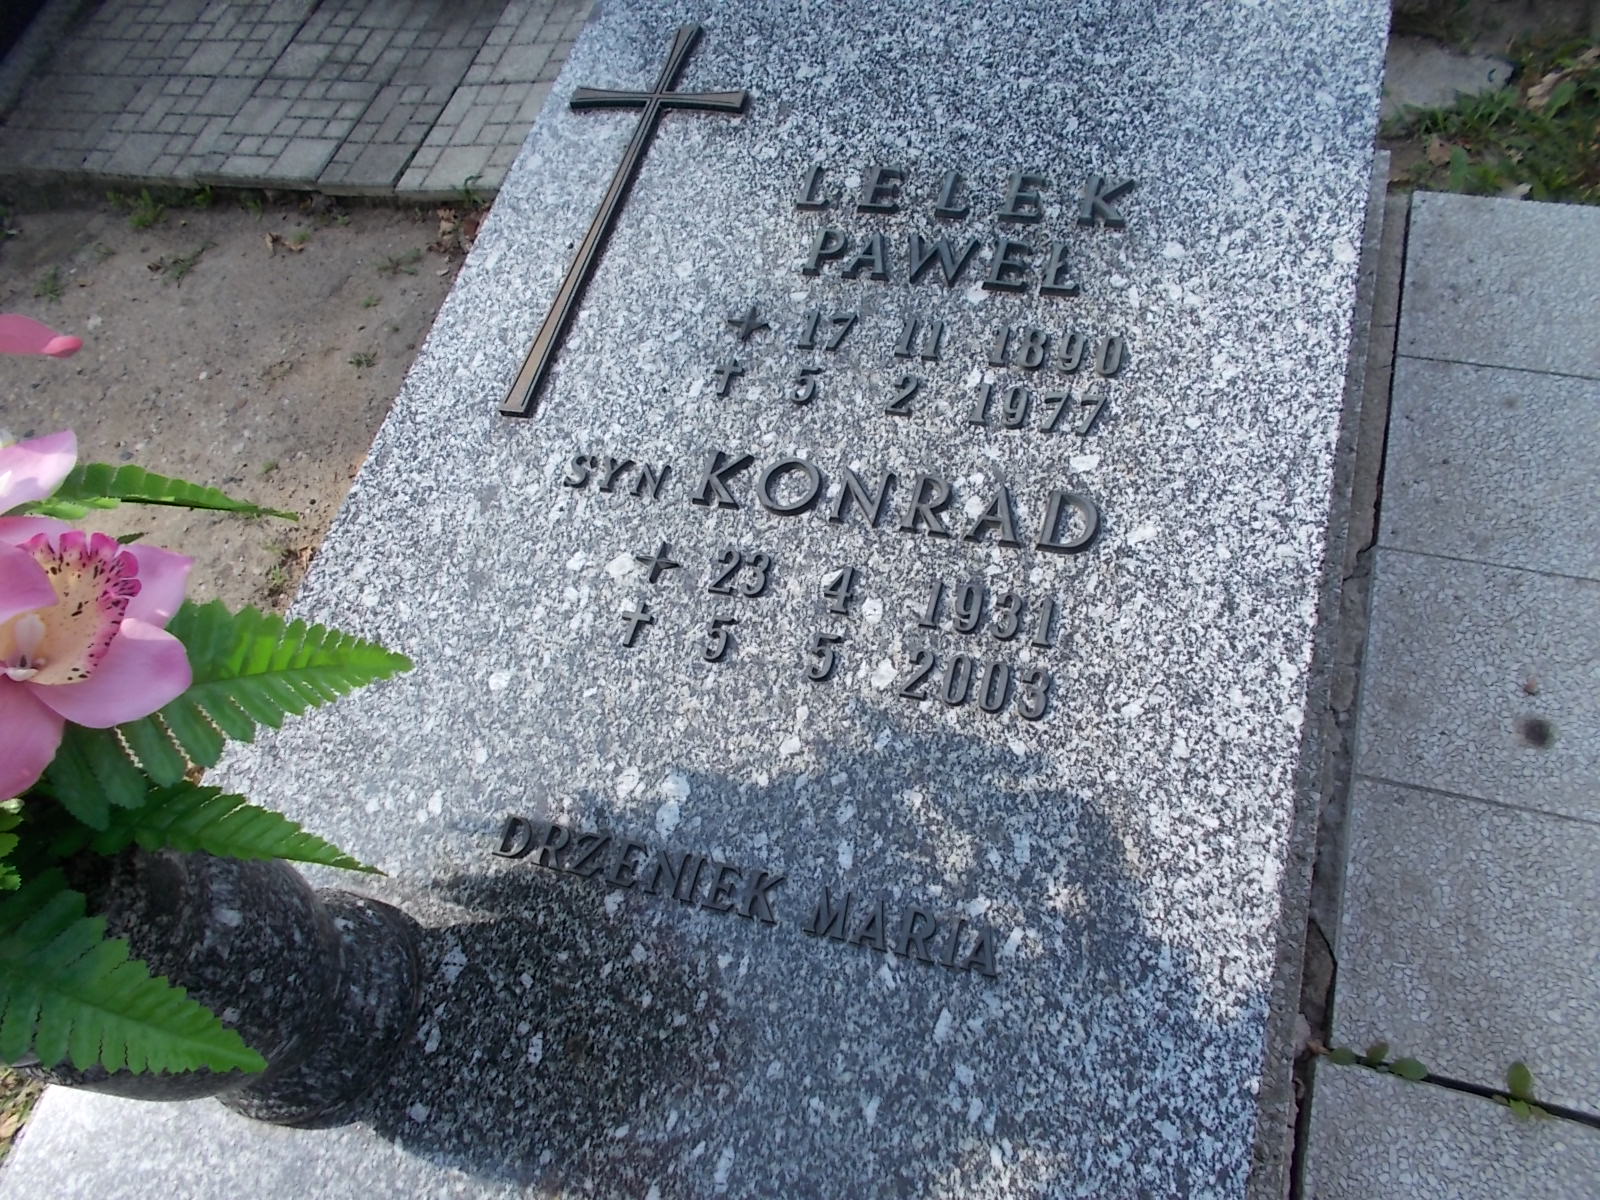 LELEK
PAWEŁ
17 11 1890
† 5 2 1977
SYN KONRAD
23 4 1931
† 5 5 2003
DRZENIEK MARIA